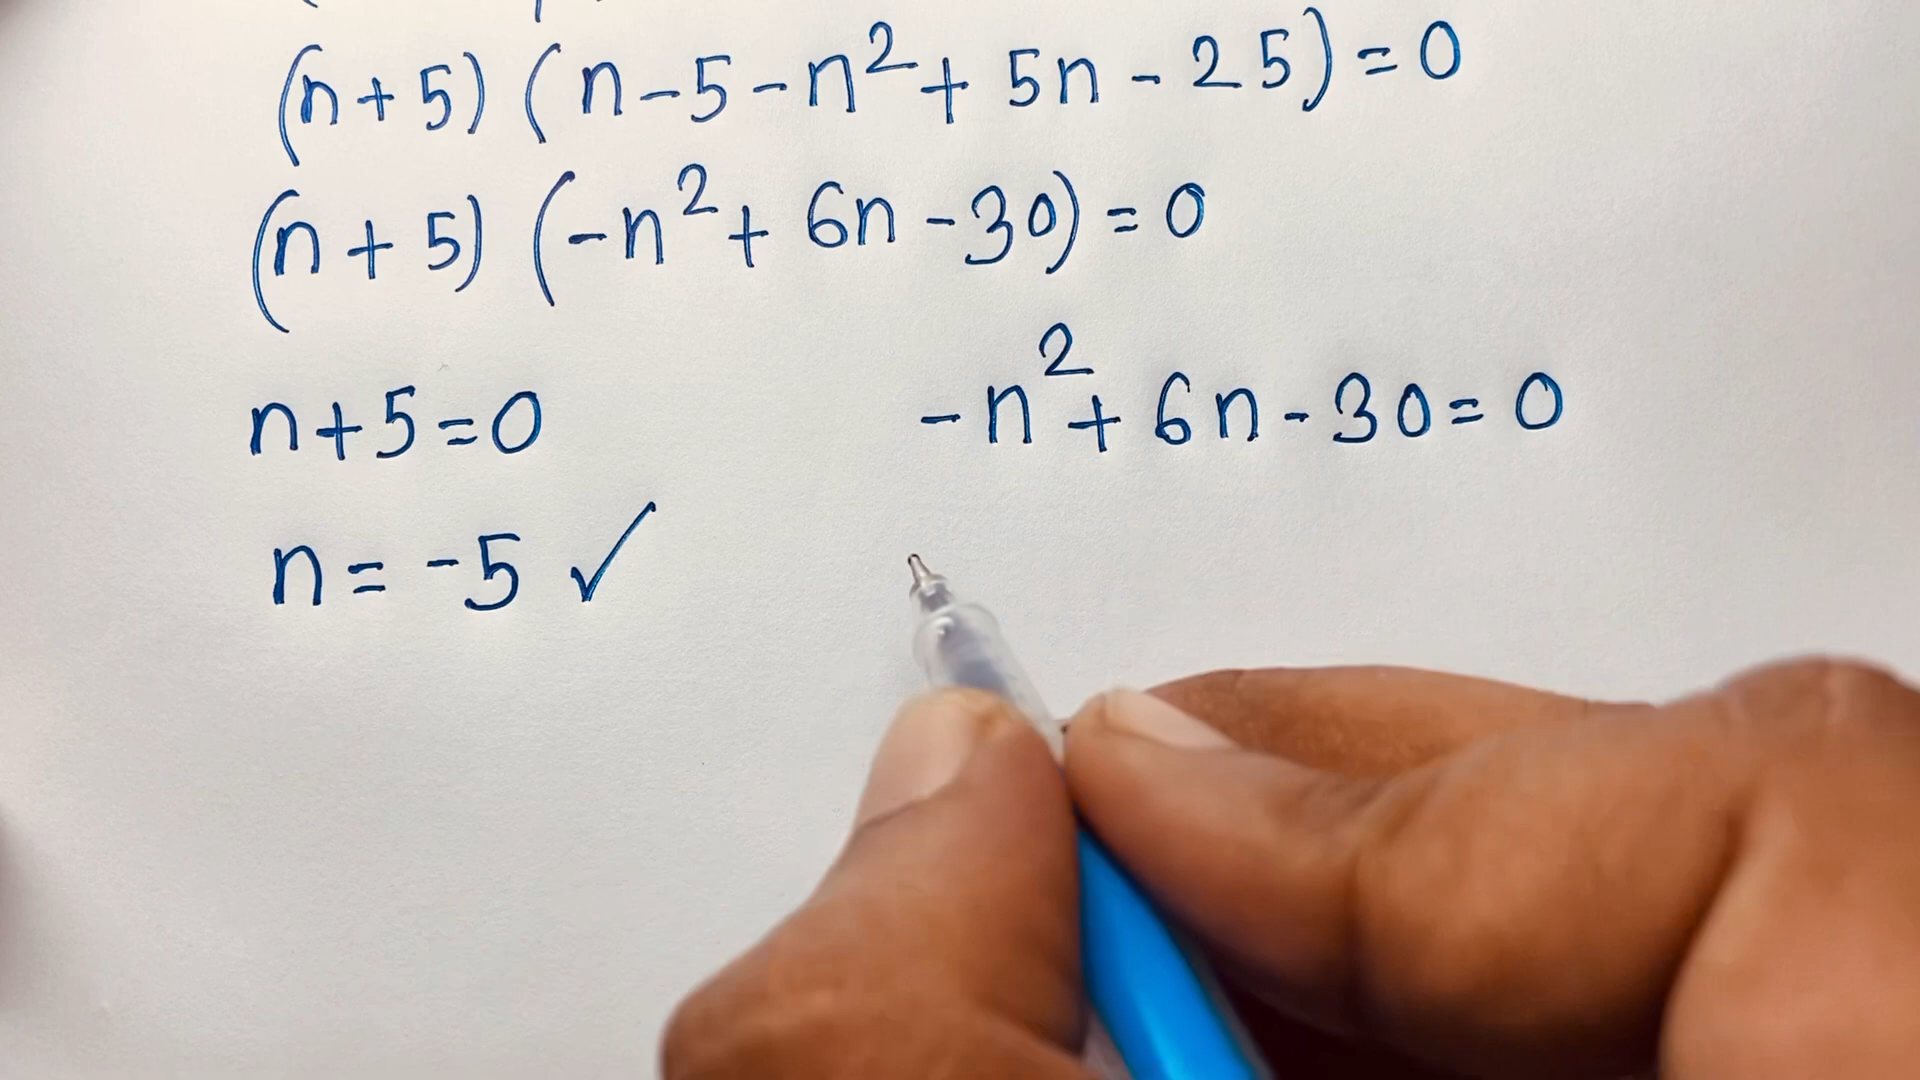 (n+5) (n-5-n²+5n-25)=0
(n+5) (-n²+6n-30)=0
n+5=0 -n²+6n-30=0
n=-5 ✓